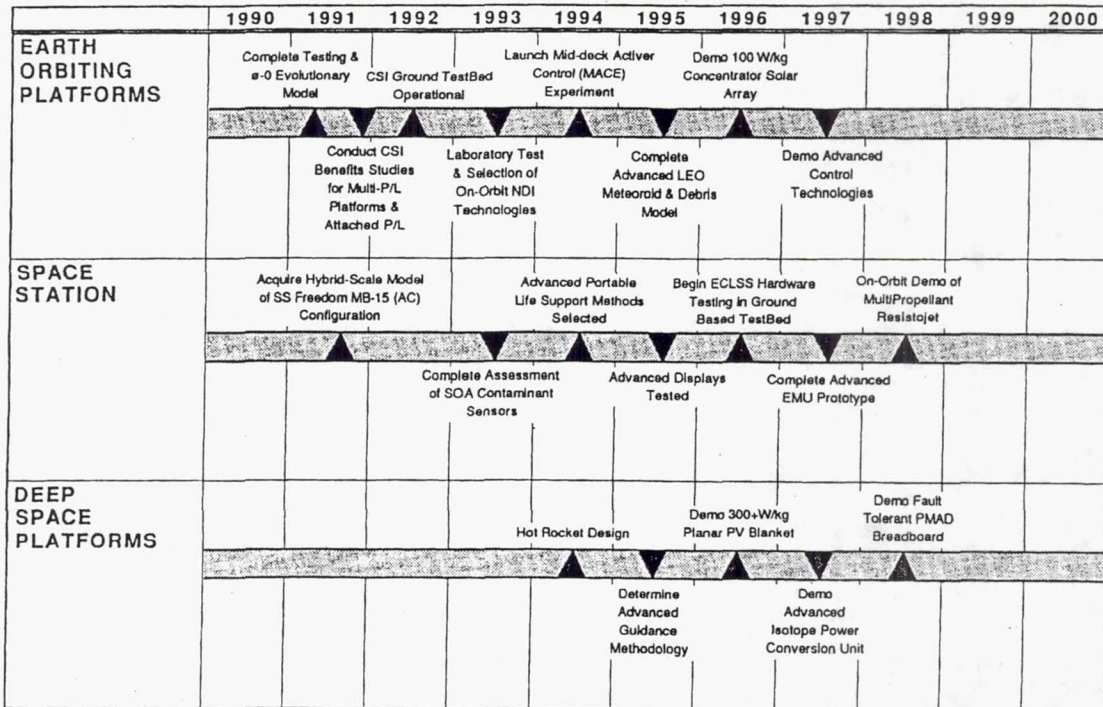 1990 1991 1992 1993 1994 1995 1996 1997 1998 1999 2000
EARTH
ORBITING
PLATFORMS
Complete Testing &
ø-0 Evolutionary
Model
CSI Ground TestBed
Operational
Launch Mid-deck Activer
Control (MACE)
Experiment
Demo 100 W/kg
Concentrator Solar
Array
Conduct CSI
Benefits Studies
for Multi-P/L
Platforms &
Attached P/L
Laboratory Test
& Selection of
On-Orbit NDI
Technologies
Complete
Advanced LEO
Meteoroid & Debris
Model
Demo Advanced
Control
Technologies
SPACE
STATION
Acquire Hybrid-Scale Model
of SS Freedom MB-15 (AC)
Configuration
Advanced Portable
Life Support Methods
Selected
Begin ECLSS Hardware
Testing in Ground
Based TestBed
On-Orbit Demo of
MultiPropellant
Resistojet
Complete Assessment
of SOA Contaminant
Sensors
Advanced Displays
Tested
Complete Advanced
EMU Prototype
DEEP
SPACE
PLATFORMS
Hot Rocket Design
Demo 300+W/kg
Planar PV Blanket
Demo Fault
Tolerant PMAD
Breadboard
Determine
Advanced
Guidance
Methodology
Demo
Advanced
Isotope Power
Conversion Unit